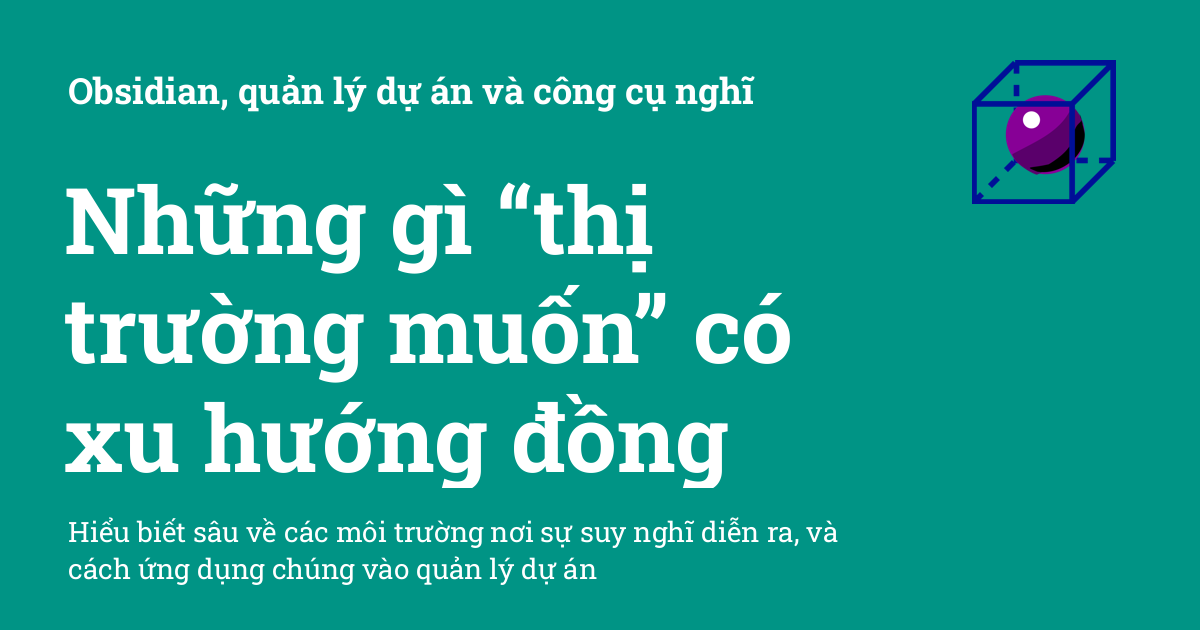 Obsidian, quản lý dự án và công cụ nghĩ
Những gì “thị
trường muốn” có
xu hướng đồng
Hiểu biết sâu về các môi trường nơi sự suy nghĩ diễn ra, và
cách ứng dụng chúng vào quản lý dự án